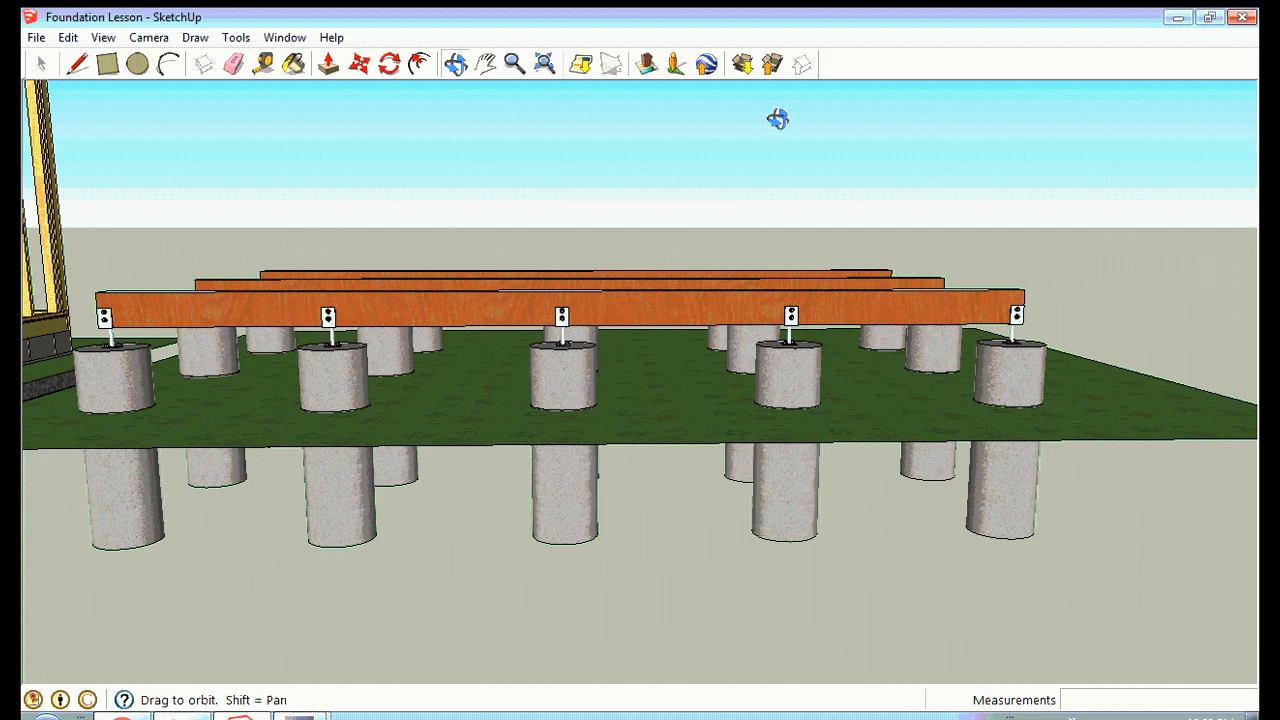 Foundation Lesson - SketchUp
File Edit View Camera Draw Tools Window Help
Drag to orbit. Shift = Pan
Measurements